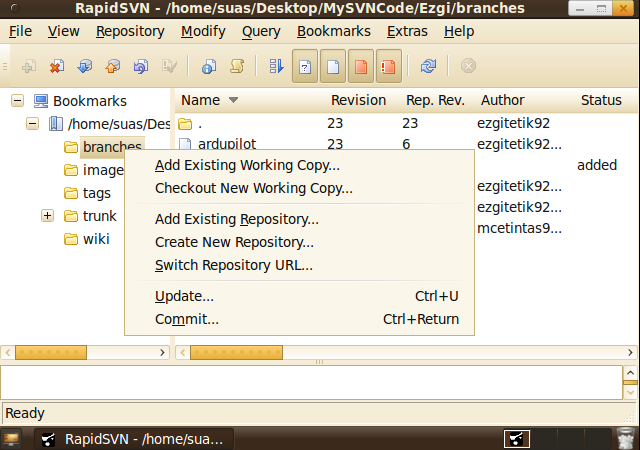 RapidSVN - /home/suas/Desktop/MySVNCode/Ezgi/branches
File View Repository Modify Query Bookmarks Extras Help
Bookmarks
/home/suas/Des
branches
image
tags
trunk
wiki
Name Revision Rep. Rev. Author Status
. 23 23 ezgitetik92
ardupilot 23 6 ezgitetik92...
added
ezgitetik92...
ezgitetik92...
mcetintas9...
Add Existing Working Copy...
Checkout New Working Copy...
Add Existing Repository...
Create New Repository...
Switch Repository URL...
Update... Ctrl+U
Commit... Ctrl+Return
Ready
RapidSVN - /home/sua...